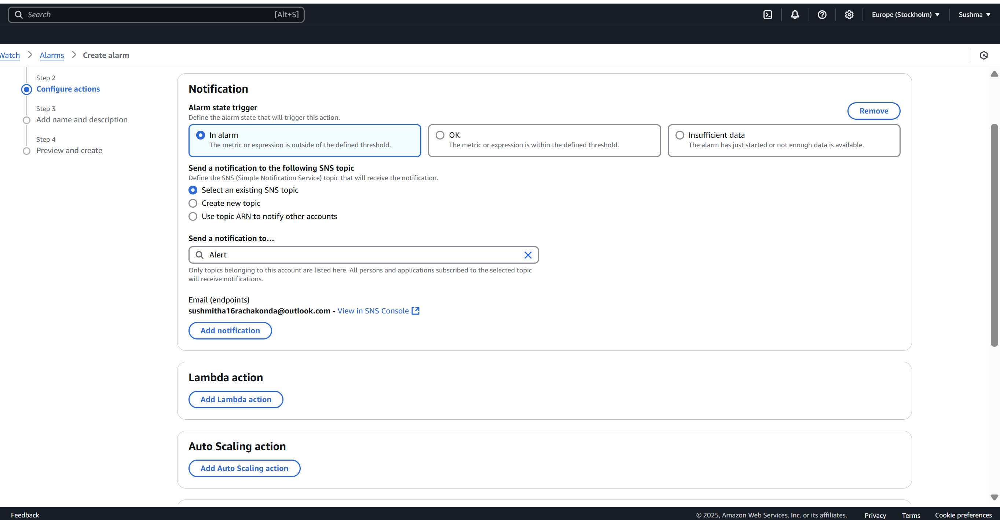 Search [Alt+S] Europe (Stockholm) Sushma
Watch Alarms Create alarm
Step 2
Configure actions
Step 3
Add name and description
Step 4
Preview and create
Notification
Alarm state trigger
Define the alarm state that will trigger this action.
Remove
In alarm
The metric or expression is outside of the defined threshold.
OK
The metric or expression is within the defined threshold.
Insufficient data
The alarm has just started or not enough data is available.
Send a notification to the following SNS topic
Define the SNS (Simple Notification Service) topic that will receive the notification.
Select an existing SNS topic
Create new topic
Use topic ARN to notify other accounts
Send a notification to…
Alert
Only topics belonging to this account are listed here. All persons and applications subscribed to the selected topic
will receive notifications.
Email (endpoints)
sushmitha16rachakonda@outlook.com - View in SNS Console
Add notification
Lambda action
Add Lambda action
Auto Scaling action
Add Auto Scaling action
Feedback © 2025, Amazon Web Services, Inc. or its affiliates. Privacy Terms Cookie preferences